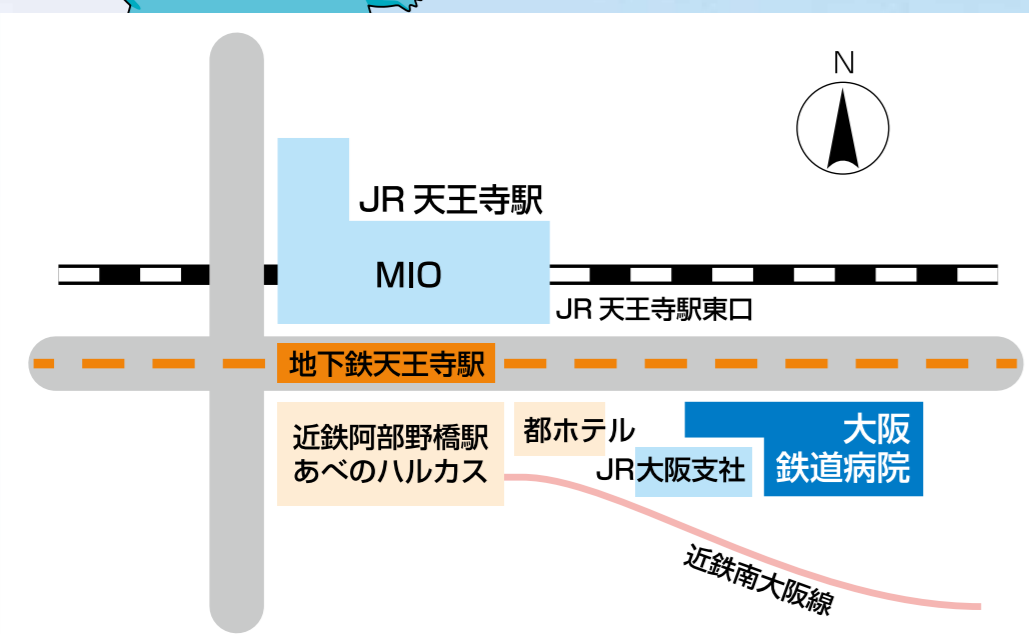 N
JR 天王寺駅
MIO
JR 天王寺駅東口
地下鉄天王寺駅
近鉄阿部野橋駅
あべのハルカス
都ホテル
JR大阪支社
大阪
鉄道病院
近鉄南大阪線